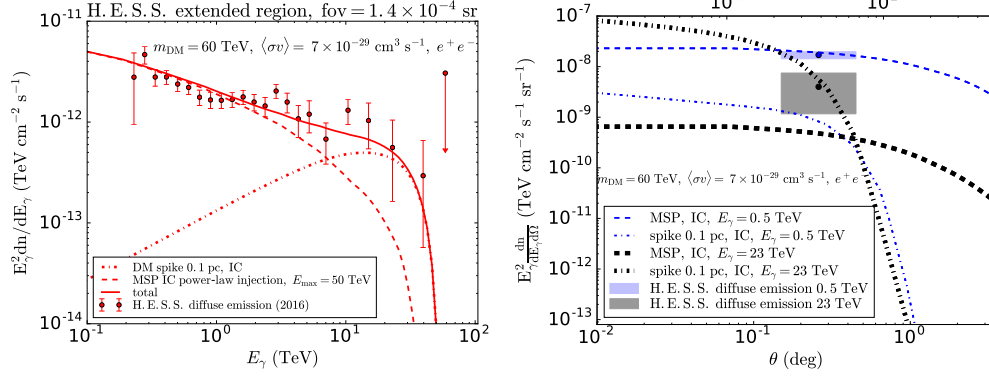 H.E.S.S. extended region, fov = 1.4 × 10⁻⁴ sr
m_DM = 60 TeV, ⟨σv⟩ = 7×10⁻²⁹ cm³ s⁻¹, e⁺e⁻
10⁻¹¹
10⁻¹²
10⁻¹³
10⁻¹⁴
E²_γ dn/dE_γ (TeV cm⁻² s⁻¹)
DM spike 0.1 pc, IC
MSP IC power-law injection, E_max = 50 TeV
total
H.E.S.S. diffuse emission (2016)
10⁻¹ 10⁰ 10¹ 10²
E_γ (TeV)
10⁻⁷
10⁻⁸
10⁻⁹
10⁻¹⁰
10⁻¹¹
10⁻¹²
10⁻¹³
E²_γ dn/dE_γdΩ (TeV cm⁻² s⁻¹ sr⁻¹)
m_DM = 60 TeV, ⟨σv⟩ = 7×10⁻²⁹ cm³ s⁻¹, e⁺e
MSP, IC, E_γ = 0.5 TeV
spike 0.1 pc, IC, E_γ = 0.5 TeV
MSP, IC, E_γ = 23 TeV
spike 0.1 pc, IC, E_γ = 23 TeV
H.E.S.S. diffuse emission 0.5 TeV
H.E.S.S. diffuse emission 23 TeV
10⁻² 10⁻¹ 10⁰
θ (deg)